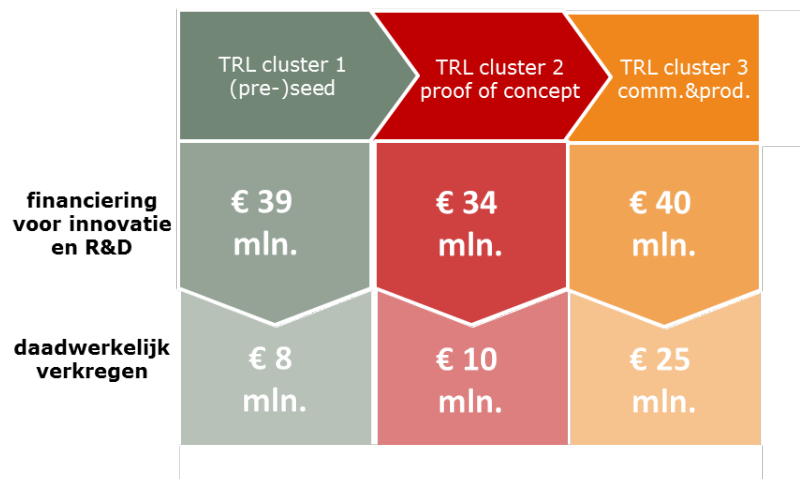 TRL cluster 1
(pre-)seed
TRL cluster 2
proof of concept
TRL cluster 3
comm.&prod.
financiering
voor innovatie
en R&D
€ 39
mln.
€ 34
mln.
€ 40
mln.
daadwerkelijk
verkregen
€ 8
mln.
€ 10
mln.
€ 25
mln.